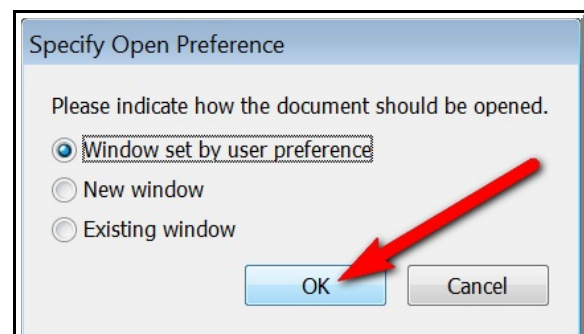 Specify Open Preference
Please indicate how the document should be opened.
Window set by user preference
New window
Existing window
OK Cancel